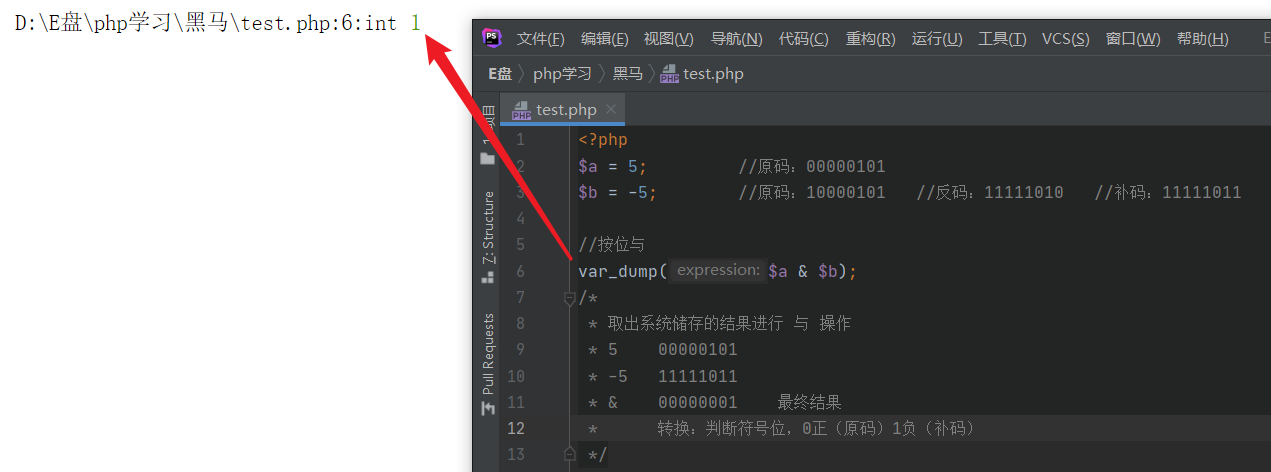 D:\E盘\php学习\黑马\test.php:6:int 1
PS 文件(F) 编辑(E) 视图(V) 导航(N) 代码(C) 重构(R) 运行(U) 工具(T) VCS(S) 窗口(W) 帮助(H) E
E盘 php学习 黑马 test.php
test.php
项目
Z: Structure
Pull Requests
1 <?php
2 $a = 5; //原码：00000101
3 $b = -5; //原码：10000101 //反码：11111010 //补码：11111011
4
5 //按位与
6 var_dump( expression: $a & $b);
7 /*
8 * 取出系统储存的结果进行 与 操作
9 * 5 00000101
10 * -5 11111011
11 * & 00000001 最终结果
12 * 转换：判断符号位，0正（原码）1负（补码）
13 */